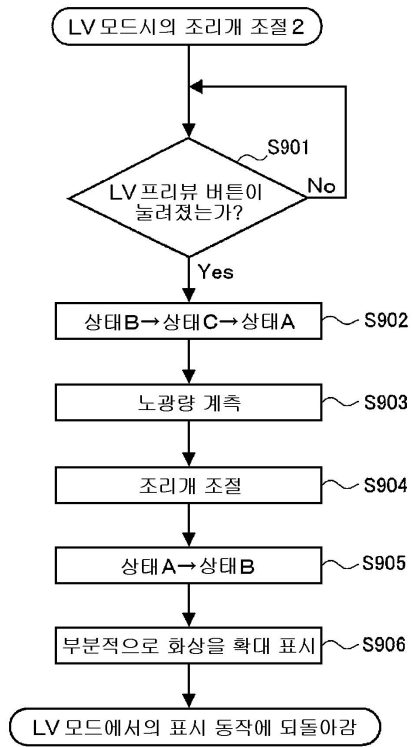 LV 모드시의 조리개 조절 2
S901
LV 프리뷰 버튼이
눌려졌는가?
No
Yes
상태B→상태C→상태A
S902
노광량 계측
S903
조리개 조절
S904
상태A→상태B
S905
부분적으로 화상을 확대 표시
S906
LV 모드에서의 표시 동작에 되돌아감